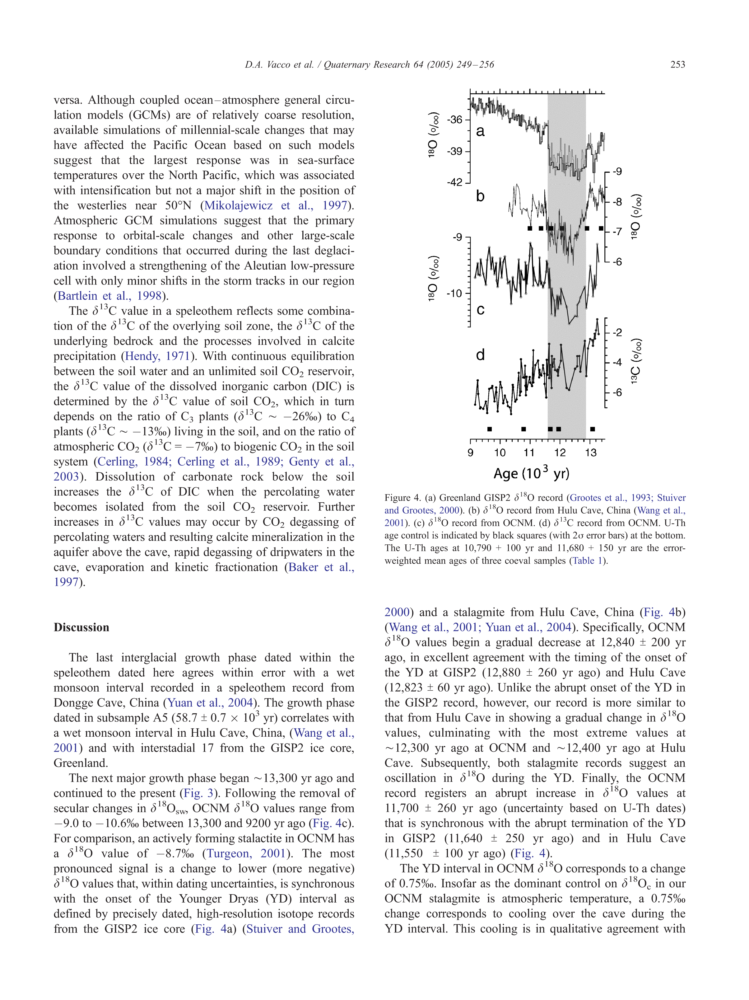 D.A. Vacco et al. / Quaternary Research 64 (2005) 249–256
253
versa. Although coupled ocean–atmosphere general circu-
lation models (GCMs) are of relatively coarse resolution,
available simulations of millennial-scale changes that may
have affected the Pacific Ocean based on such models
suggest that the largest response was in sea-surface
temperatures over the North Pacific, which was associated
with intensification but not a major shift in the position of
the westerlies near 50°N (Mikolajewicz et al., 1997).
Atmospheric GCM simulations suggest that the primary
response to orbital-scale changes and other large-scale
boundary conditions that occurred during the last deglaci-
ation involved a strengthening of the Aleutian low-pressure
cell with only minor shifts in the storm tracks in our region
(Bartlein et al., 1998).
The δ¹³C value in a speleothem reflects some combina-
tion of the δ¹³C of the overlying soil zone, the δ¹³C of the
underlying bedrock and the processes involved in calcite
precipitation (Hendy, 1971). With continuous equilibration
between the soil water and an unlimited soil CO₂ reservoir,
the δ¹³C value of the dissolved inorganic carbon (DIC) is
determined by the δ¹³C value of soil CO₂, which in turn
depends on the ratio of C₃ plants (δ¹³C ~ −26‰) to C₄
plants (δ¹³C ~ −13‰) living in the soil, and on the ratio of
atmospheric CO₂ (δ¹³C = −7‰) to biogenic CO₂ in the soil
system (Cerling, 1984; Cerling et al., 1989; Genty et al.,
2003). Dissolution of carbonate rock below the soil
increases the δ¹³C of DIC when the percolating water
becomes isolated from the soil CO₂ reservoir. Further
increases in δ¹³C values may occur by CO₂ degassing of
percolating waters and resulting calcite mineralization in the
aquifer above the cave, rapid degassing of dripwaters in the
cave, evaporation and kinetic fractionation (Baker et al.,
1997).
Discussion
The last interglacial growth phase dated within the
speleothem dated here agrees within error with a wet
monsoon interval recorded in a speleothem record from
Dongge Cave, China (Yuan et al., 2004). The growth phase
dated in subsample A5 (58.7 ± 0.7 × 10³ yr) correlates with
a wet monsoon interval in Hulu Cave, China, (Wang et al.,
2001) and with interstadial 17 from the GISP2 ice core,
Greenland.
The next major growth phase began ~13,300 yr ago and
continued to the present (Fig. 3). Following the removal of
secular changes in δ¹⁸Osw, OCNM δ¹⁸O values range from
−9.0 to −10.6‰ between 13,300 and 9200 yr ago (Fig. 4c).
For comparison, an actively forming stalactite in OCNM has
a δ¹⁸O value of −8.7‰ (Turgeon, 2001). The most
pronounced signal is a change to lower (more negative)
δ¹⁸O values that, within dating uncertainties, is synchronous
with the onset of the Younger Dryas (YD) interval as
defined by precisely dated, high-resolution isotope records
from the GISP2 ice core (Fig. 4a) (Stuiver and Grootes,
18O (o/oo)
-36
-39
-42
a
b
-9
-8
-7
-6
18O (o/oo)
-9
-10
18O (o/oo)
c
d
-2
-4
-6
13C (o/oo)
9 10 11 12 13
Age (10³ yr)
Figure 4. (a) Greenland GISP2 δ¹⁸O record (Grootes et al., 1993; Stuiver
and Grootes, 2000). (b) δ¹⁸O record from Hulu Cave, China (Wang et al.,
2001). (c) δ¹⁸O record from OCNM. (d) δ¹³C record from OCNM. U-Th
age control is indicated by black squares (with 2σ error bars) at the bottom.
The U-Th ages at 10,790 + 100 yr and 11,680 + 150 yr are the error-
weighted mean ages of three coeval samples (Table 1).
2000) and a stalagmite from Hulu Cave, China (Fig. 4b)
(Wang et al., 2001; Yuan et al., 2004). Specifically, OCNM
δ¹⁸O values begin a gradual decrease at 12,840 ± 200 yr
ago, in excellent agreement with the timing of the onset of
the YD at GISP2 (12,880 ± 260 yr ago) and Hulu Cave
(12,823 ± 60 yr ago). Unlike the abrupt onset of the YD in
the GISP2 record, however, our record is more similar to
that from Hulu Cave in showing a gradual change in δ¹⁸O
values, culminating with the most extreme values at
~12,300 yr ago at OCNM and ~12,400 yr ago at Hulu
Cave. Subsequently, both stalagmite records suggest an
oscillation in δ¹⁸O during the YD. Finally, the OCNM
record registers an abrupt increase in δ¹⁸O values at
11,700 ± 260 yr ago (uncertainty based on U-Th dates)
that is synchronous with the abrupt termination of the YD
in GISP2 (11,640 ± 250 yr ago) and in Hulu Cave
(11,550 ± 100 yr ago) (Fig. 4).
The YD interval in OCNM δ¹⁸O corresponds to a change
of 0.75‰. Insofar as the dominant control on δ¹⁸Oc in our
OCNM stalagmite is atmospheric temperature, a 0.75‰
change corresponds to cooling over the cave during the
YD interval. This cooling is in qualitative agreement with